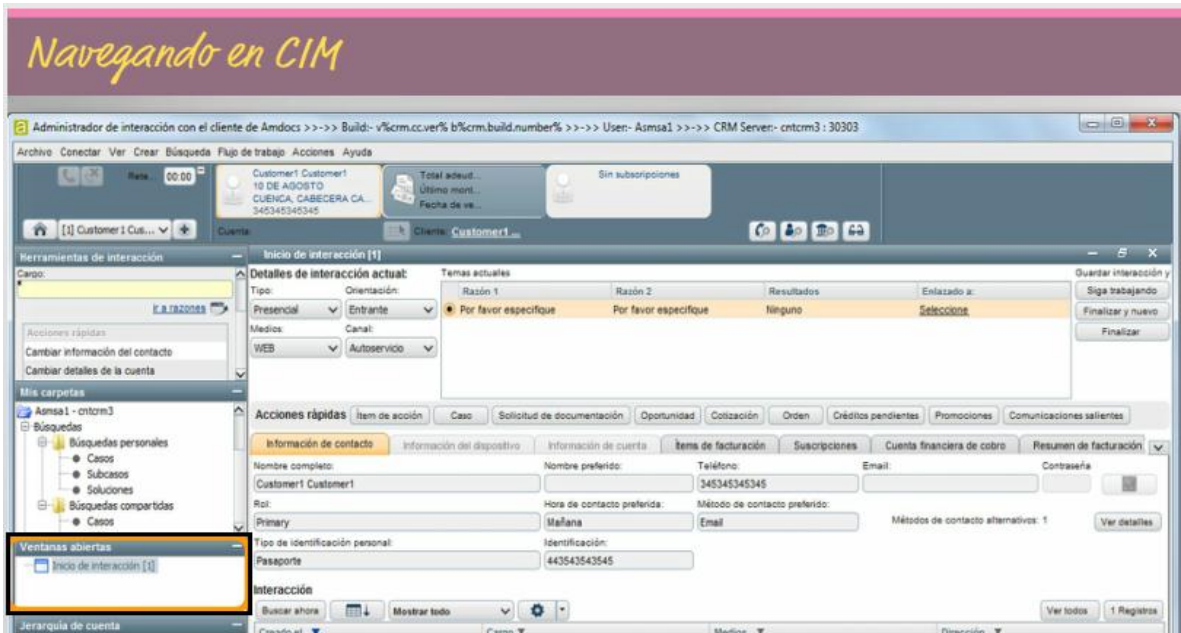 Navegando en CIM
Administrador de interacción con el cliente de Amdocs >>->> Build:- v%crm.cc.ver% b%crm.build.number% >>->> User:- Asmsa1 >>->> CRM Server:- cntcrm3 : 30303
Archivo Conectar Ver Crear Búsqueda Flujo de trabajo Acciones Ayuda
Rete... 00:00
Customer1 Customer1
10 DE AGOSTO
CUENCA, CABECERA CA...
345345345345
Total adeud...
Último mont...
Fecha de ve...
Sin subscripciones
[1] Customer1 Cus...
Cuenta:
Cliente: Customer1...
Herramientas de interacción
Cargo:
ir a razones
Acciones rápidas
Cambiar información del contacto
Cambiar detalles de la cuenta
Mis carpetas
Asmsa1 - cntcrm3
Búsquedas
Búsquedas personales
Casos
Subcasos
Soluciones
Búsquedas compartidas
Casos
Ventanas abiertas
Inicio de interacción [1]
Jerarquía de cuenta
Inicio de interacción [1]
Detalles de interacción actual:
Tipo: Orientación:
Presencial Entrante
Medios: Canal:
WEB Autoservicio
Temas actuales
Razón 1 Razón 2 Resultados Enlazado a:
Por favor especifique Por favor especifique Ninguno Seleccione
Guardar interacción y
Siga trabajando
Finalizar y nuevo
Finalizar
Acciones rápidas Ítem de acción Caso Solicitud de documentación Oportunidad Cotización Orden Créditos pendientes Promociones Comunicaciones salientes
Información de contacto Información del dispositivo Información de cuenta Ítems de facturación Suscripciones Cuenta financiera de cobro Resumen de facturación
Nombre completo: Nombre preferido: Teléfono: Email: Contraseña
Customer1 Customer1 345345345345
Rol: Hora de contacto preferida: Método de contacto preferido:
Primary Mañana Email Métodos de contacto alternativos: 1 Ver detalles
Tipo de identificación personal: Identificación:
Pasaporte 443543543545
Interacción
Buscar ahora Mostrar todo Ver todos 1 Registros
Creado el Cargo Medios Dirección